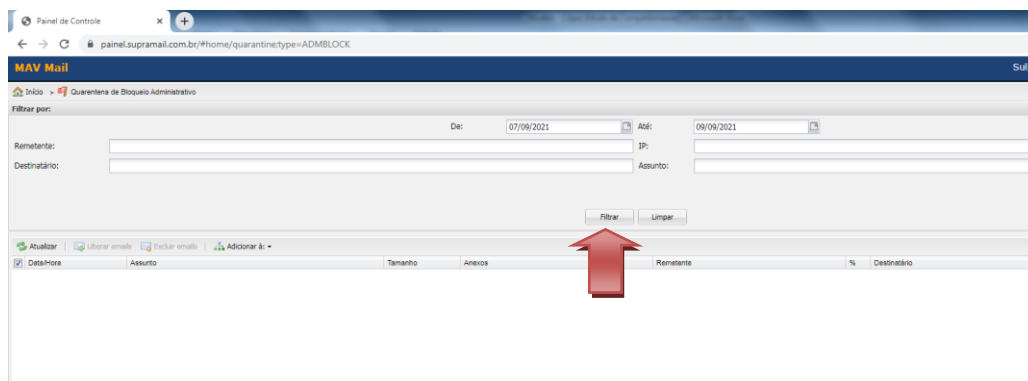 Painel de Controle
painel.supramail.com.br/#home/quarantine;type=ADMBLOCK
MAV Mail
Início > Quarentena de Bloqueio Administrativo
Filtrar por:
De: 07/09/2021 Até: 09/09/2021
Remetente: IP:
Destinatário: Assunto:
Filtrar Limpar
Atualizar Liberar emails Excluir emails Adicionar à:
Data/Hora Assunto Tamanho Anexos Remetente % Destinatário